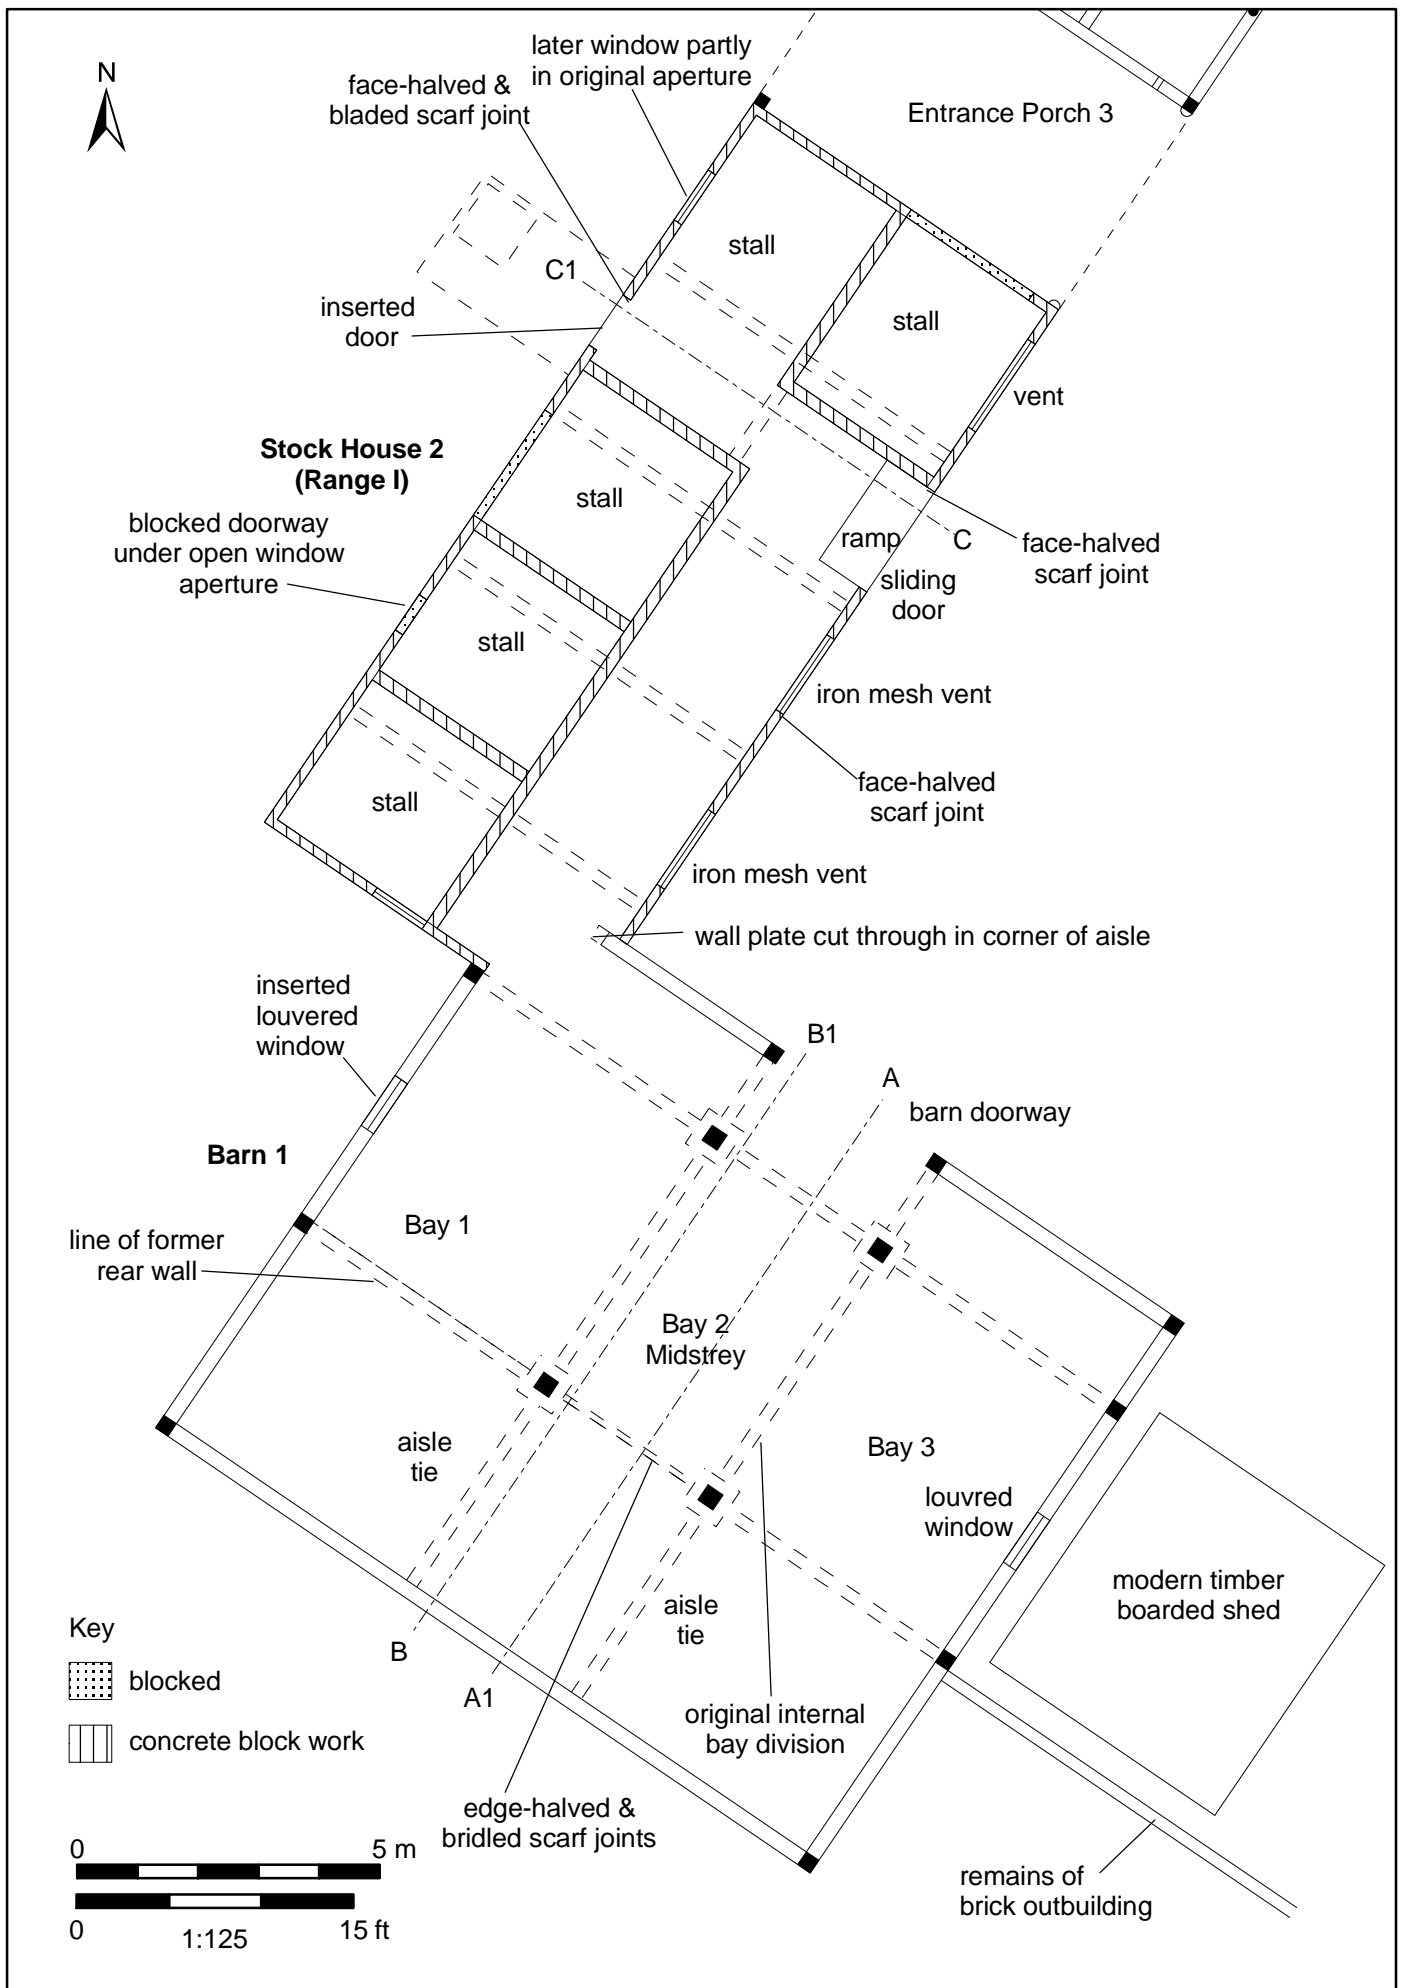 N
later window partly
in original aperture
face-halved &
bladed scarf joint
Entrance Porch 3
stall
C1
inserted
door
stall
vent
Stock House 2
(Range I)
stall
blocked doorway
under open window
aperture
ramp
C
face-halved
scarf joint
sliding
door
stall
iron mesh vent
face-halved
scarf joint
stall
iron mesh vent
wall plate cut through in corner of aisle
inserted
louvered
window
B1
A
barn doorway
Barn 1
Bay 1
line of former
rear wall
Bay 2
Midstrey
aisle
tie
Bay 3
louvred
window
modern timber
boarded shed
aisle
tie
Key
blocked
concrete block work
B
A1
original internal
bay division
edge-halved &
bridled scarf joints
remains of
brick outbuilding
0 5 m
0 15 ft
1:125